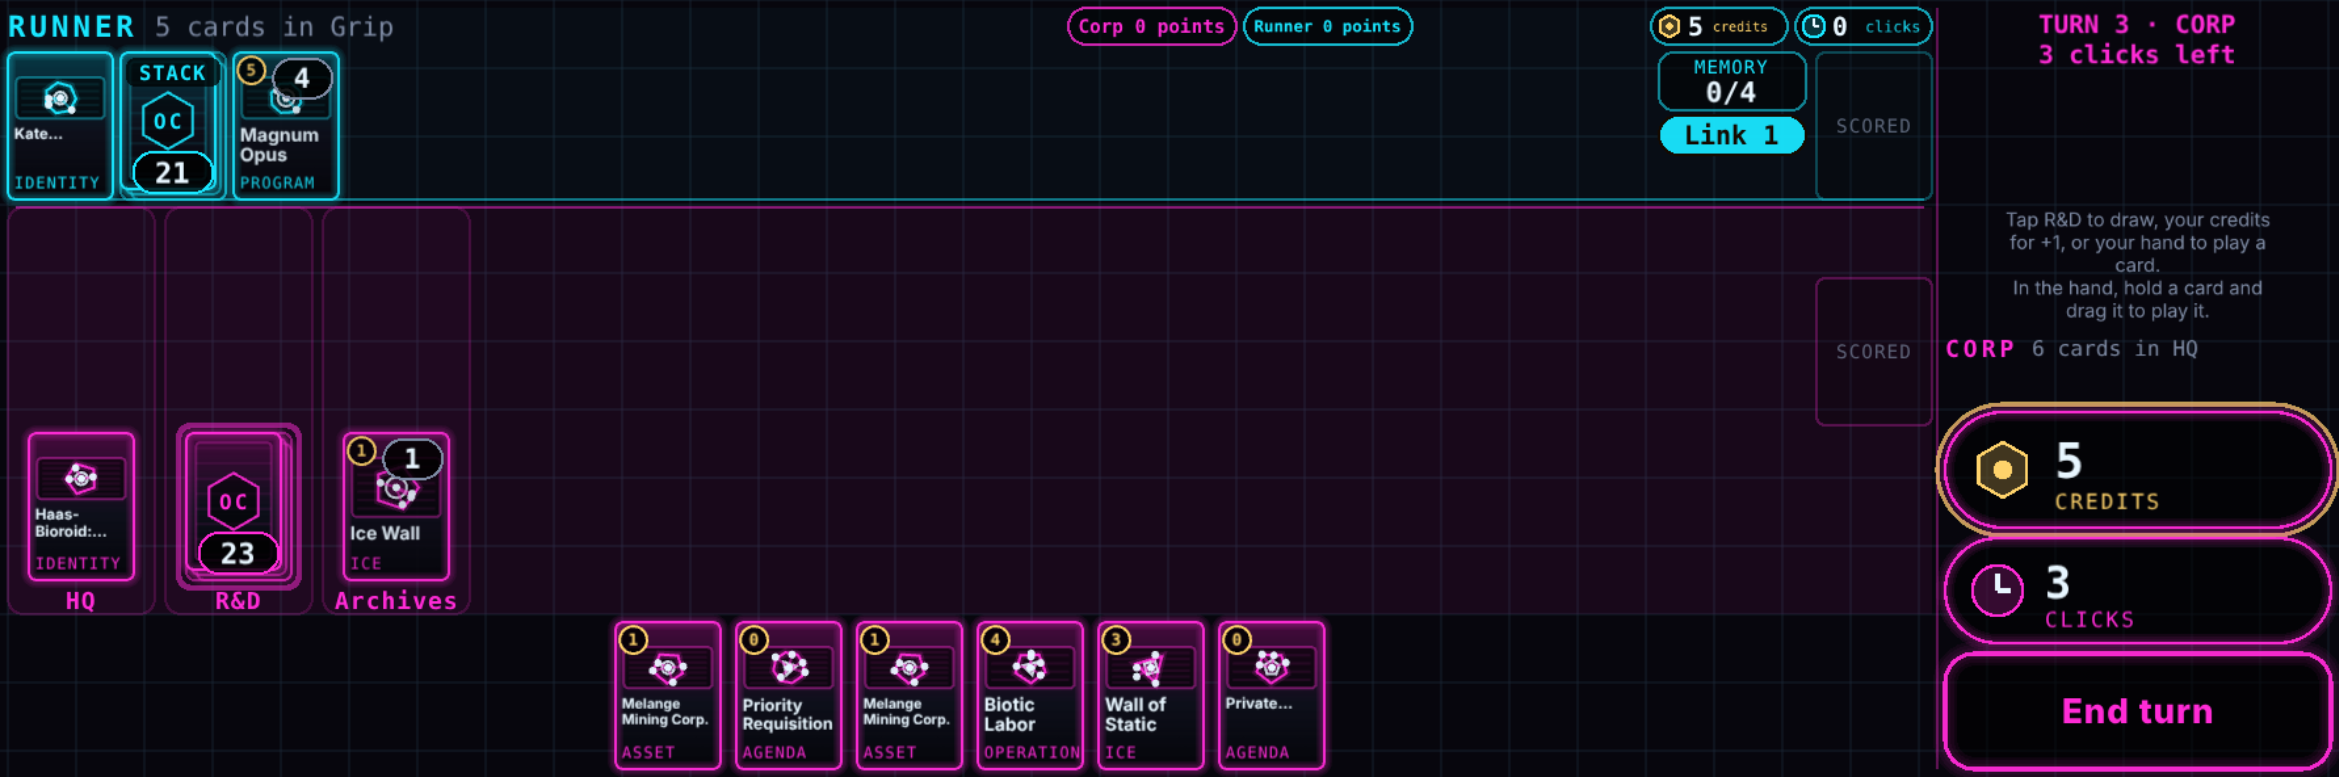 RUNNER 5 cards in Grip
Corp 0 points
Runner 0 points
5 credits
0 clicks
TURN 3 · CORP
3 clicks left
Kate...
IDENTITY
STACK
OC
21
5
4
Magnum
Opus
PROGRAM
MEMORY
0/4
Link 1
SCORED
Tap R&D to draw, your credits
for +1, or your hand to play a
card.
In the hand, hold a card and
drag it to play it.
SCORED
CORP 6 cards in HQ
Haas-
Bioroid:...
IDENTITY
HQ
OC
23
R&D
1
1
Ice Wall
ICE
Archives
5
CREDITS
3
CLICKS
End turn
1
Melange
Mining Corp.
ASSET
0
Priority
Requisition
AGENDA
1
Melange
Mining Corp.
ASSET
4
Biotic
Labor
OPERATION
3
Wall of
Static
ICE
0
Private...
AGENDA